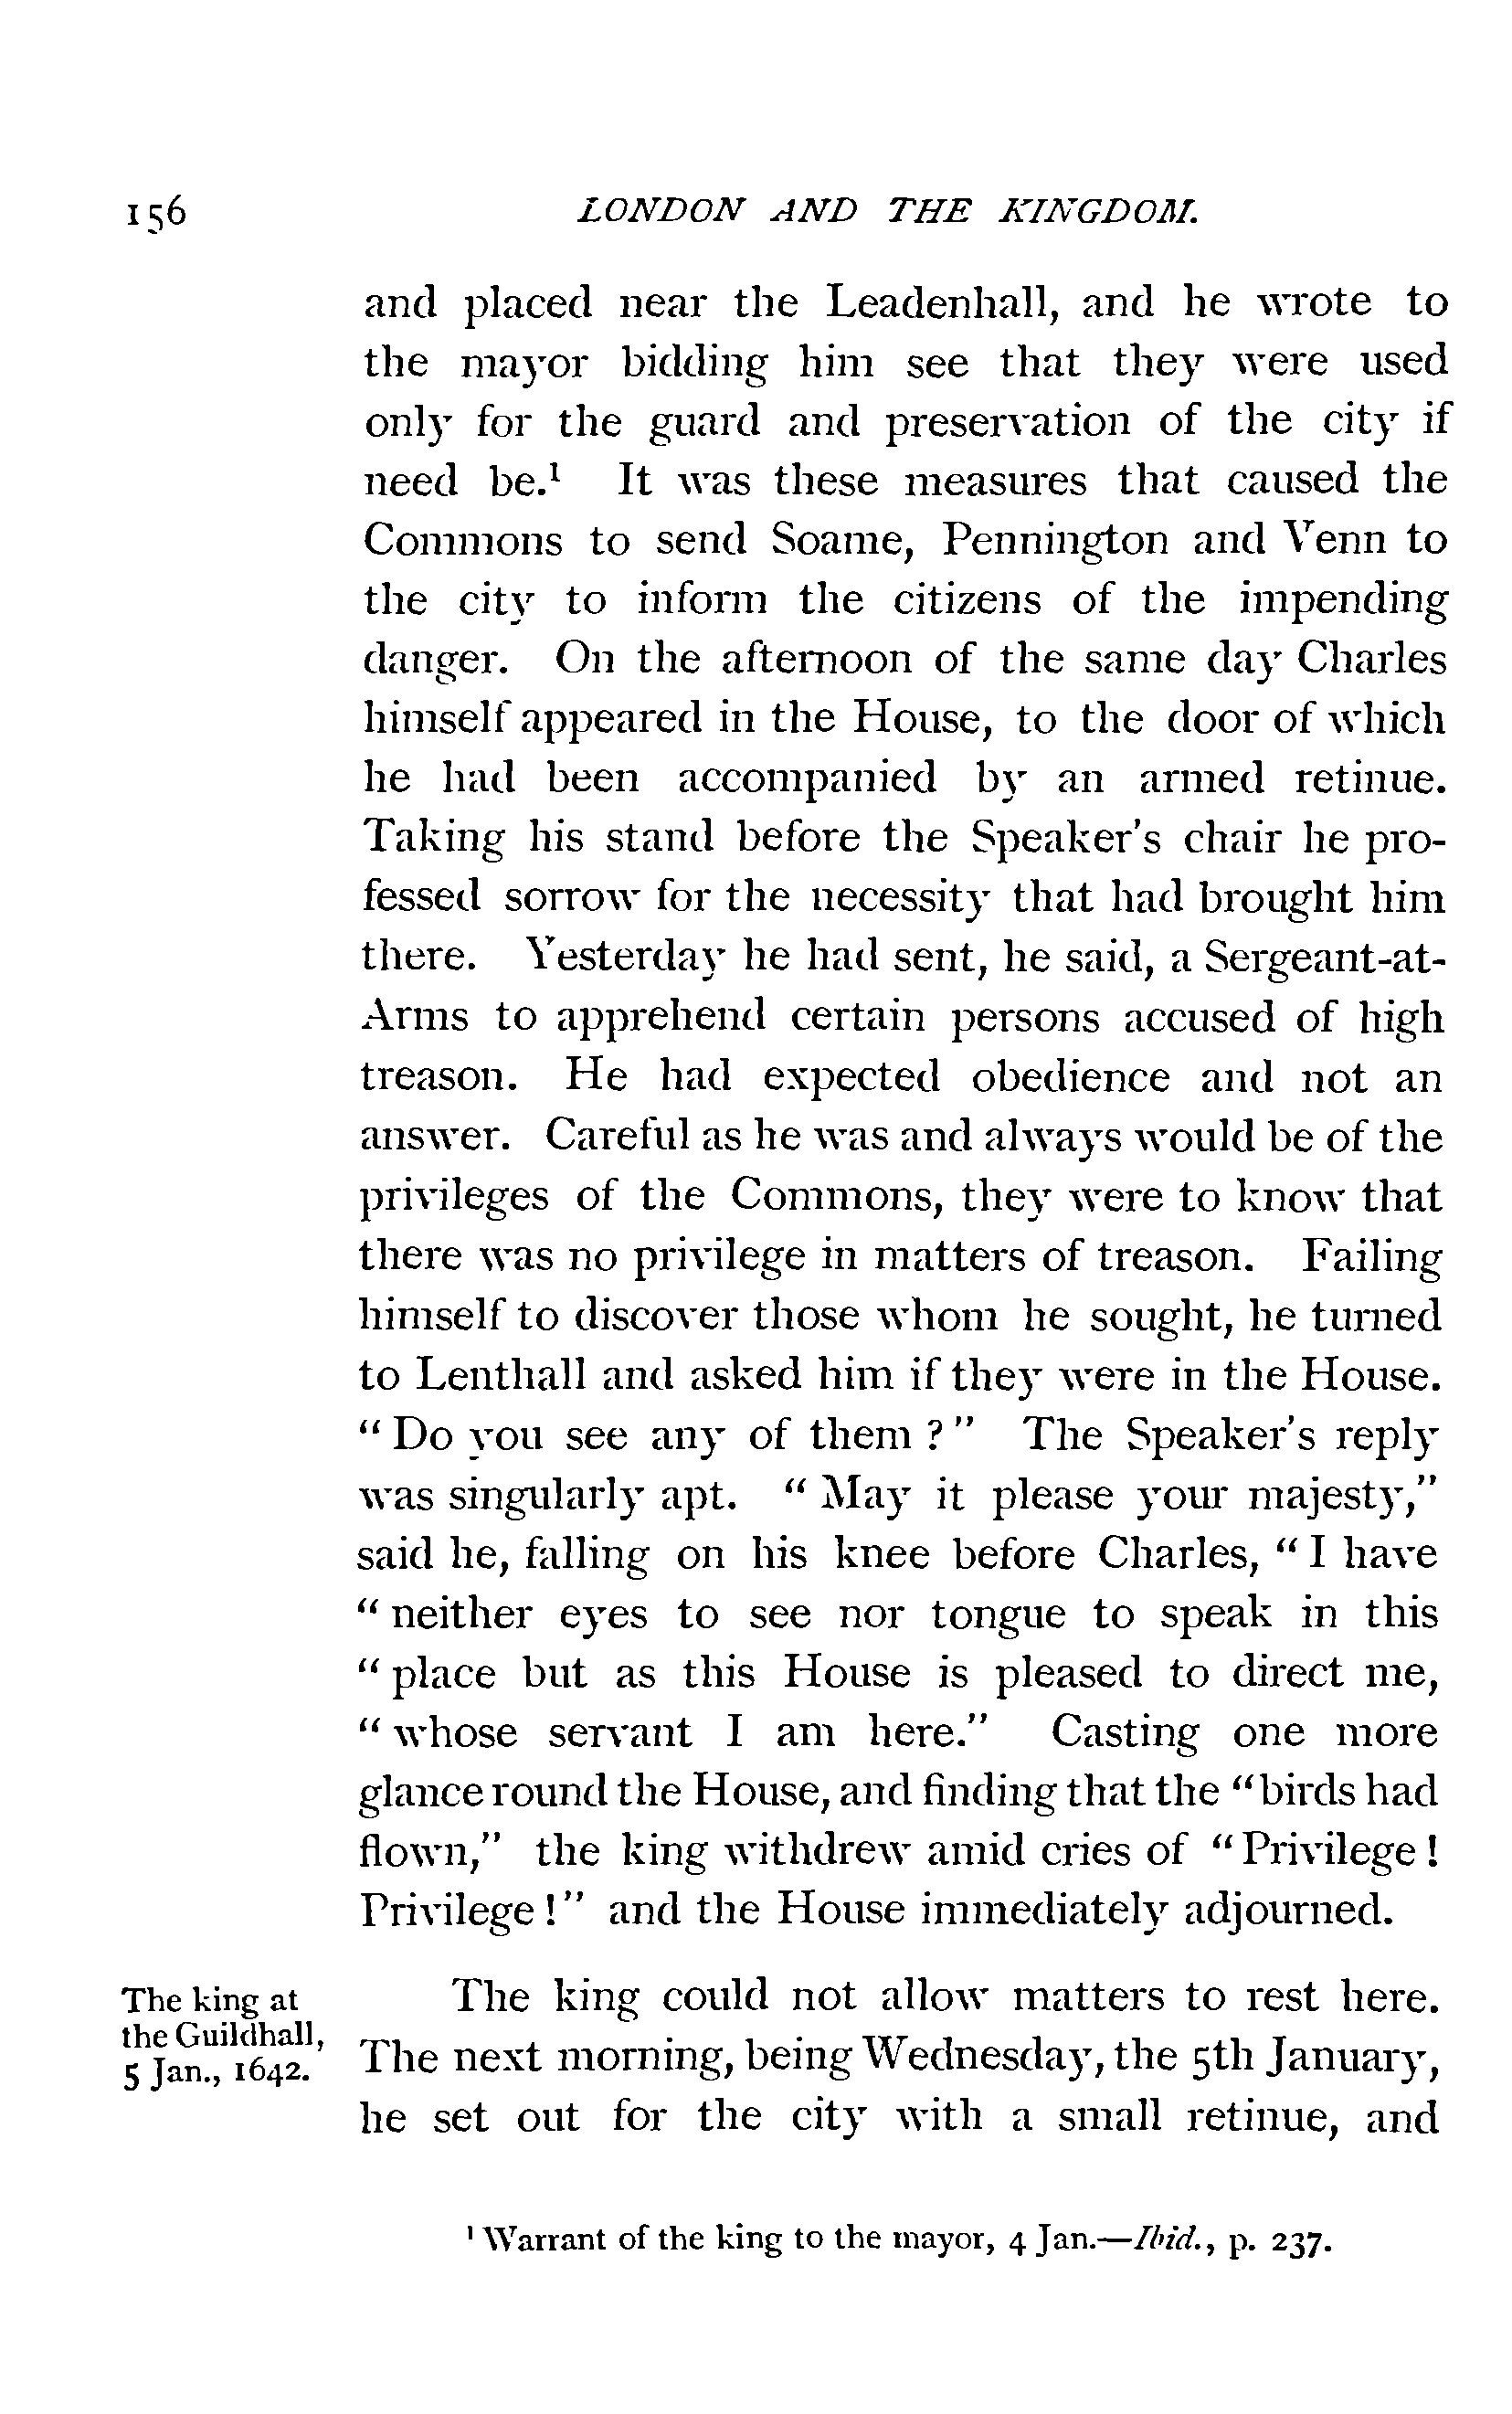 156 LONDON AND THE KINGDOM.
and placed near the Leadenhall, and he wrote to
the mayor bidding him see that they were used
only for the guard and preservation of the city if
need be.¹ It was these measures that caused the
Commons to send Soame, Pennington and Venn to
the city to inform the citizens of the impending
danger. On the afternoon of the same day Charles
himself appeared in the House, to the door of which
he had been accompanied by an armed retinue.
Taking his stand before the Speaker's chair he pro-
fessed sorrow for the necessity that had brought him
there. Yesterday he had sent, he said, a Sergeant-at-
Arms to apprehend certain persons accused of high
treason. He had expected obedience and not an
answer. Careful as he was and always would be of the
privileges of the Commons, they were to know that
there was no privilege in matters of treason. Failing
himself to discover those whom he sought, he turned
to Lenthall and asked him if they were in the House.
" Do you see any of them ? " The Speaker's reply
was singularly apt. " May it please your majesty,"
said he, falling on his knee before Charles, " I have
" neither eyes to see nor tongue to speak in this
" place but as this House is pleased to direct me,
" whose servant I am here." Casting one more
glance round the House, and finding that the "birds had
flown," the king withdrew amid cries of " Privilege !
Privilege ! " and the House immediately adjourned.
The king at
the Guildhall,
5 Jan., 1642.
The king could not allow matters to rest here.
The next morning, being Wednesday, the 5th January,
he set out for the city with a small retinue, and
¹ Warrant of the king to the mayor, 4 Jan.—Ibid., p. 237.